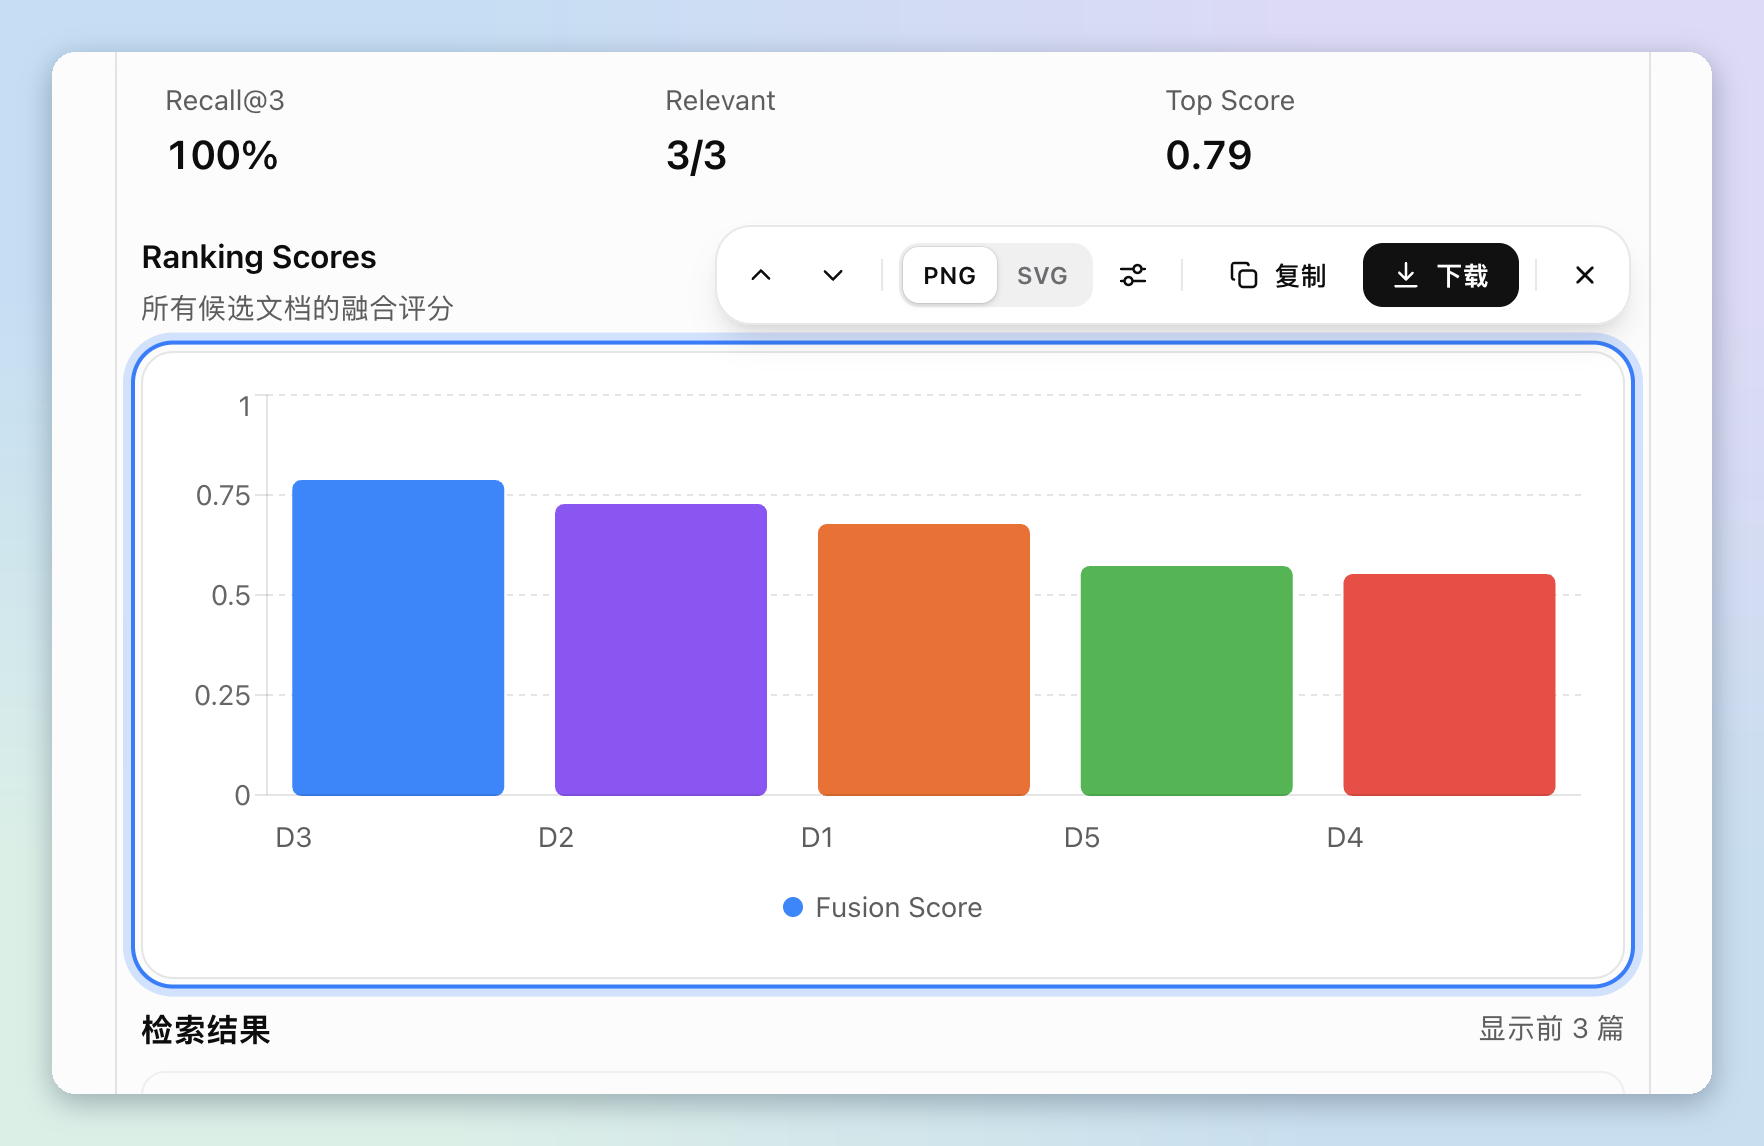 Recall@3
Relevant
Top Score
100%
3/3
0.79
Ranking Scores
所有候选文档的融合评分
PNG
SVG
复制
下载
1
0.75
0.5
0.25
0
D3
D2
D1
D5
D4
Fusion Score
检索结果
显示前 3 篇